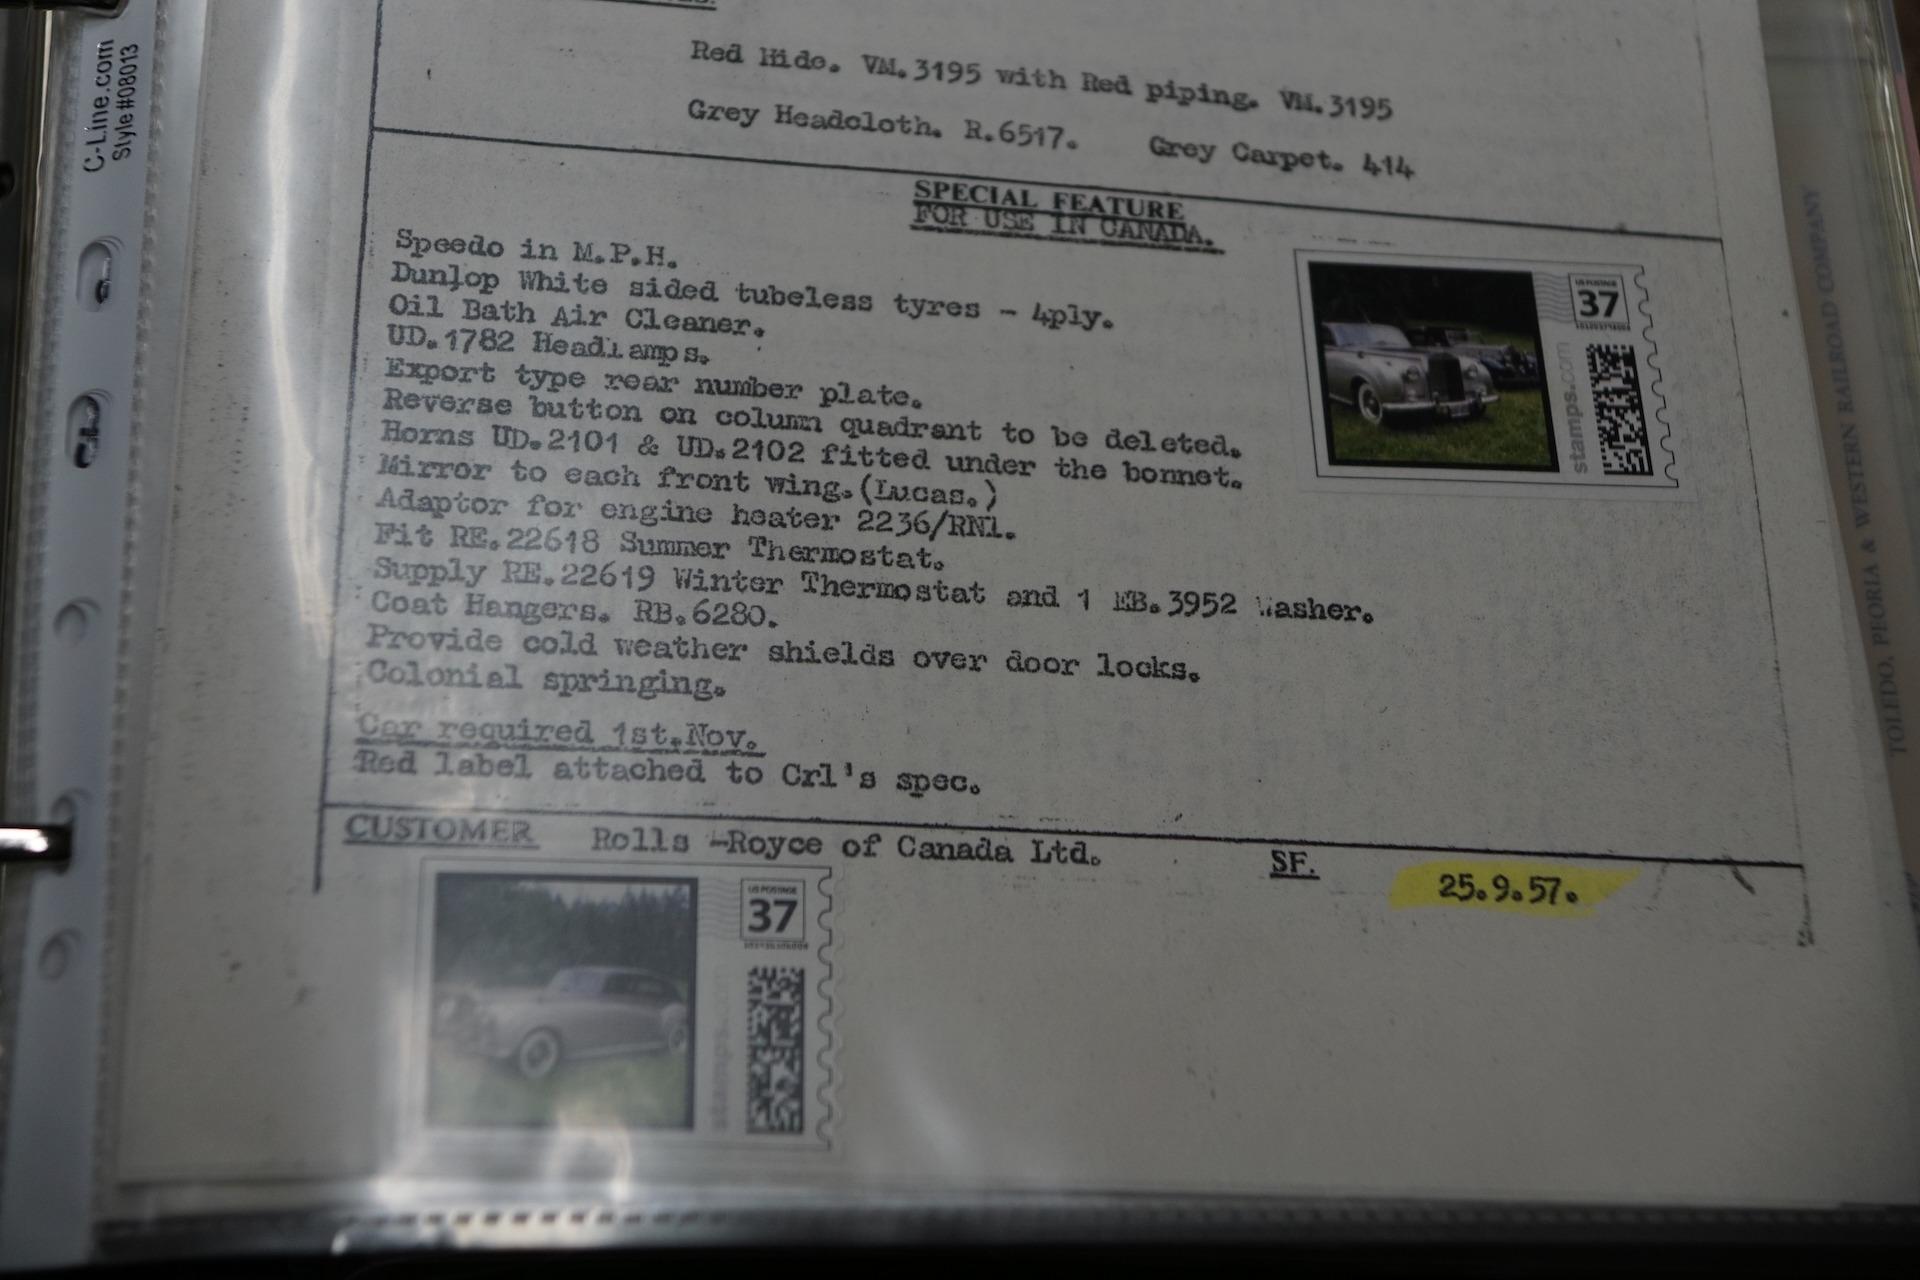 C-Line.com
Style #08013
Red Hide. VM.3195 with Red piping. VM.3195
Grey Headcloth. R.6517. Grey Carpet. 414
SPECIAL FEATURE
FOR USE IN CANADA.
Speedo in M.P.H.
Dunlop White sided tubeless tyres - 4ply.
Oil Bath Air Cleaner.
UD.1782 Headlamps.
Export type rear number plate.
Reverse button on column quadrant to be deleted.
Horns UD.2101 & UD.2102 fitted under the bonnet.
Mirror to each front wing.(Lucas.)
Adaptor for engine heater 2236/RN1.
Fit RE.22618 Summer Thermostat.
Supply RE.22619 Winter Thermostat and 1 EB.3952 Washer.
Coat Hangers. RB.6280.
Provide cold weather shields over door locks.
Colonial springing.
Car required 1st.Nov.
Red label attached to Crl's spec.
US POSTAGE
37
stamps.com
CUSTOMER Rolls -Royce of Canada Ltd. SF. 25.9.57.
US POSTAGE
37
stamps.com
TOLEDO, PEORIA & WESTERN RAILROAD COMPANY